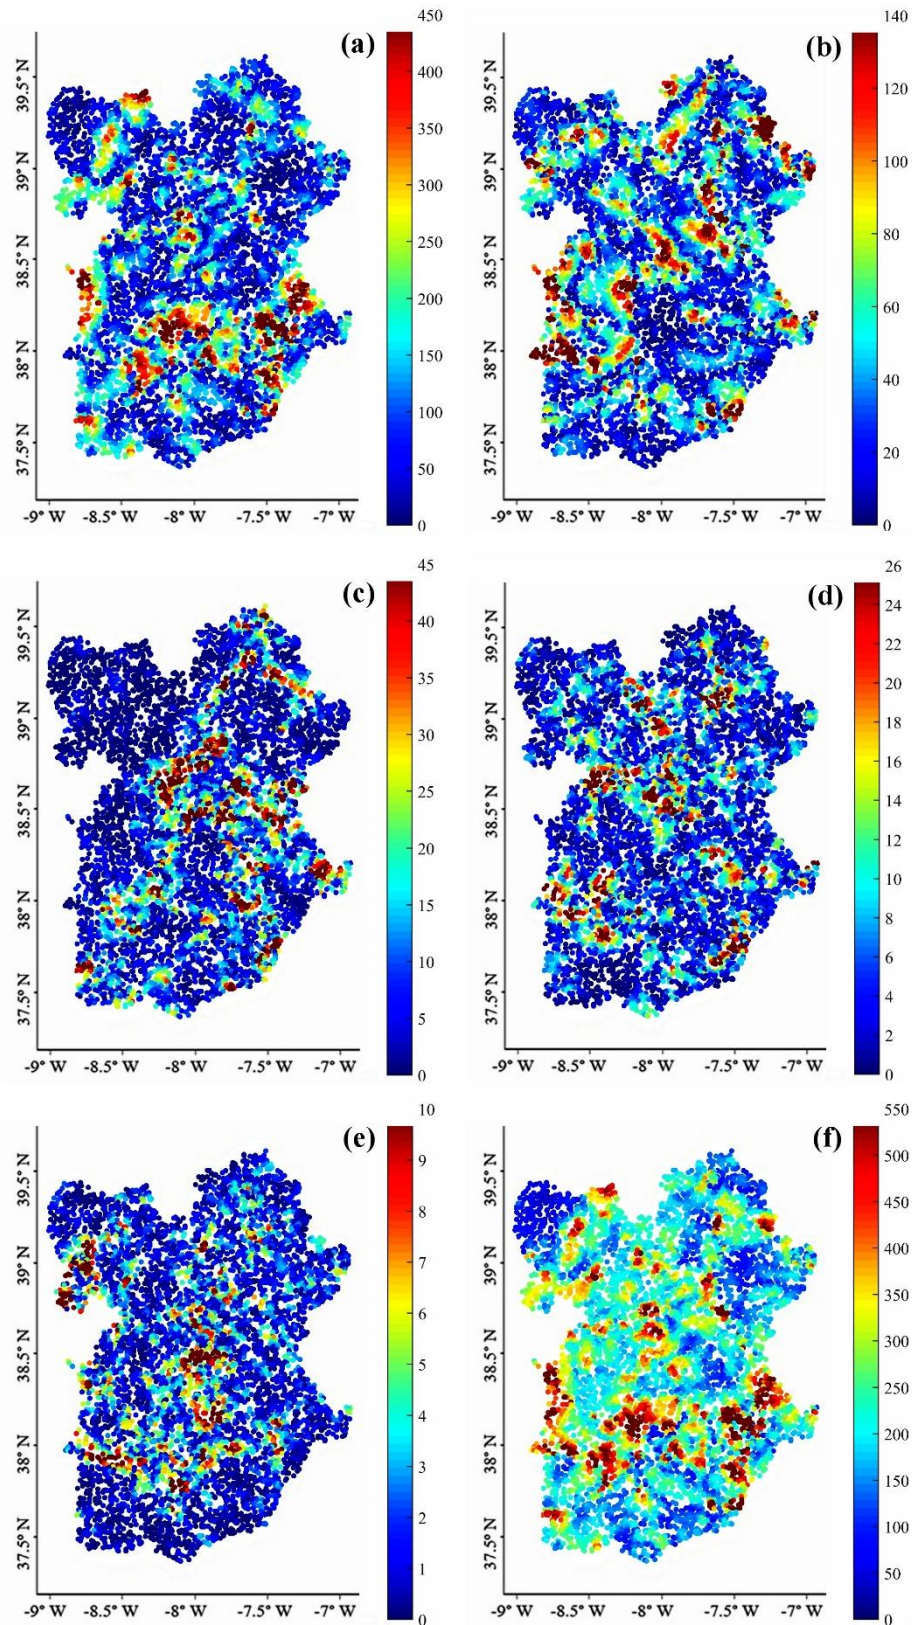 (a)
450
400
350
300
250
200
150
100
50
0
39.5° N
39° N
38.5° N
38° N
37.5° N
-9° W -8.5° W -8° W -7.5° W -7° W
(b)
140
120
100
80
60
40
20
0
39.5° N
39° N
38.5° N
38° N
37.5° N
-9° W -8.5° W -8° W -7.5° W -7° W
(c)
45
40
35
30
25
20
15
10
5
0
39.5° N
39° N
38.5° N
38° N
37.5° N
-9° W -8.5° W -8° W -7.5° W -7° W
(d)
26
24
22
20
18
16
14
12
10
8
6
4
2
0
39.5° N
39° N
38.5° N
38° N
37.5° N
-9° W -8.5° W -8° W -7.5° W -7° W
(e)
10
9
8
7
6
5
4
3
2
1
0
39.5° N
39° N
38.5° N
38° N
37.5° N
-9° W -8.5° W -8° W -7.5° W -7° W
(f)
550
500
450
400
350
300
250
200
150
100
50
0
39.5° N
39° N
38.5° N
38° N
37.5° N
-9° W -8.5° W -8° W -7.5° W -7° W